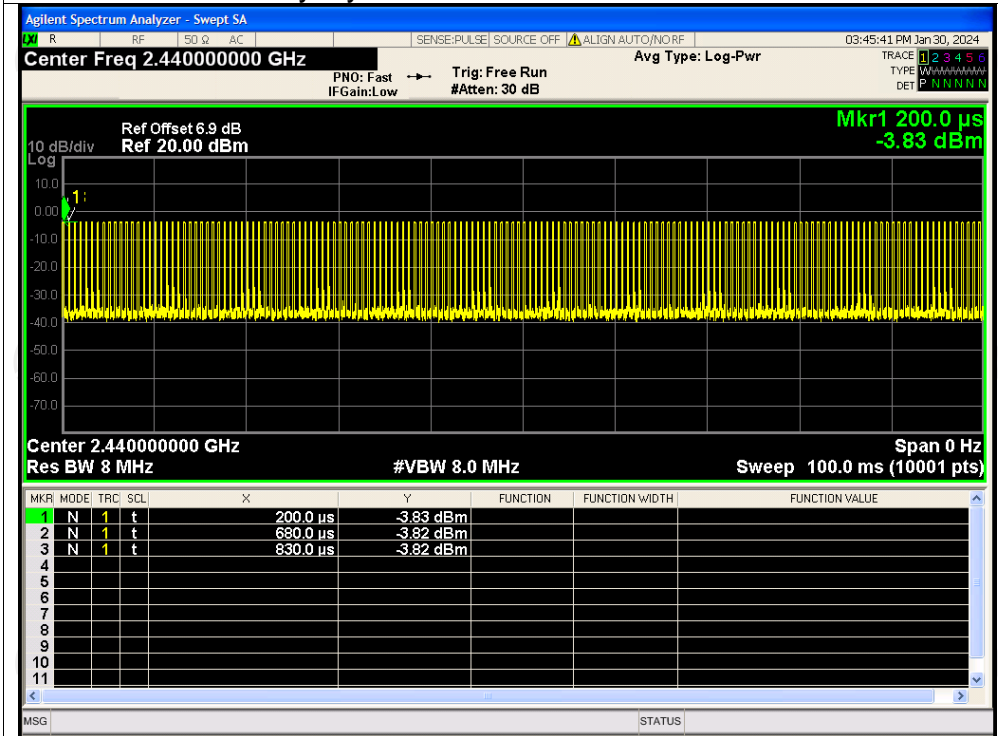 Agilent Spectrum Analyzer - Swept SA
LXI R RF 50 Ω AC SENSE:PULSE SOURCE OFF ALIGN AUTO/NO RF 03:45:41 PM Jan 30, 2024
Center Freq 2.440000000 GHz Avg Type: Log-Pwr TRACE 1 2 3 4 5 6
PNO: Fast Trig: Free Run TYPE W
IFGain:Low #Atten: 30 dB DET P N N N N N
Mkr1 200.0 µs
Ref Offset 6.9 dB
10 dB/div Ref 20.00 dBm -3.83 dBm
Log
10.0
1
0.00
-10.0
-20.0
-30.0
-40.0
-50.0
-60.0
-70.0
Center 2.440000000 GHz Span 0 Hz
Res BW 8 MHz #VBW 8.0 MHz Sweep 100.0 ms (10001 pts)
MKR MODE TRC SCL X Y FUNCTION FUNCTION WIDTH FUNCTION VALUE
1 N 1 t 200.0 µs -3.83 dBm
2 N 1 t 680.0 µs -3.82 dBm
3 N 1 t 830.0 µs -3.82 dBm
4
5
6
7
8
9
10
11
MSG STATUS